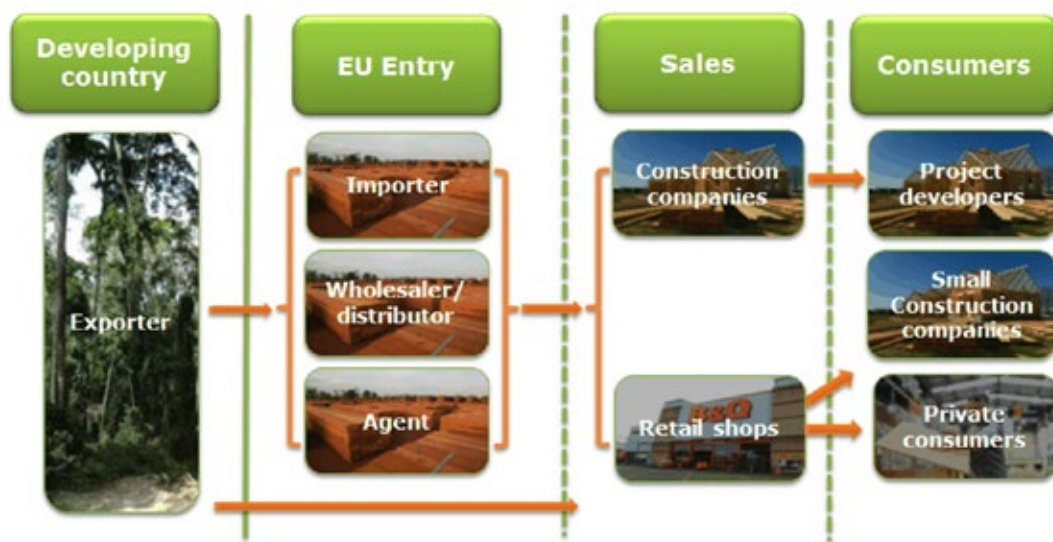 Developing
country
EU Entry
Sales
Consumers
Exporter
Importer
Wholesaler/
distributor
Agent
Construction
companies
Retail shops
B&Q
Project
developers
Small
Construction
companies
Private
consumers